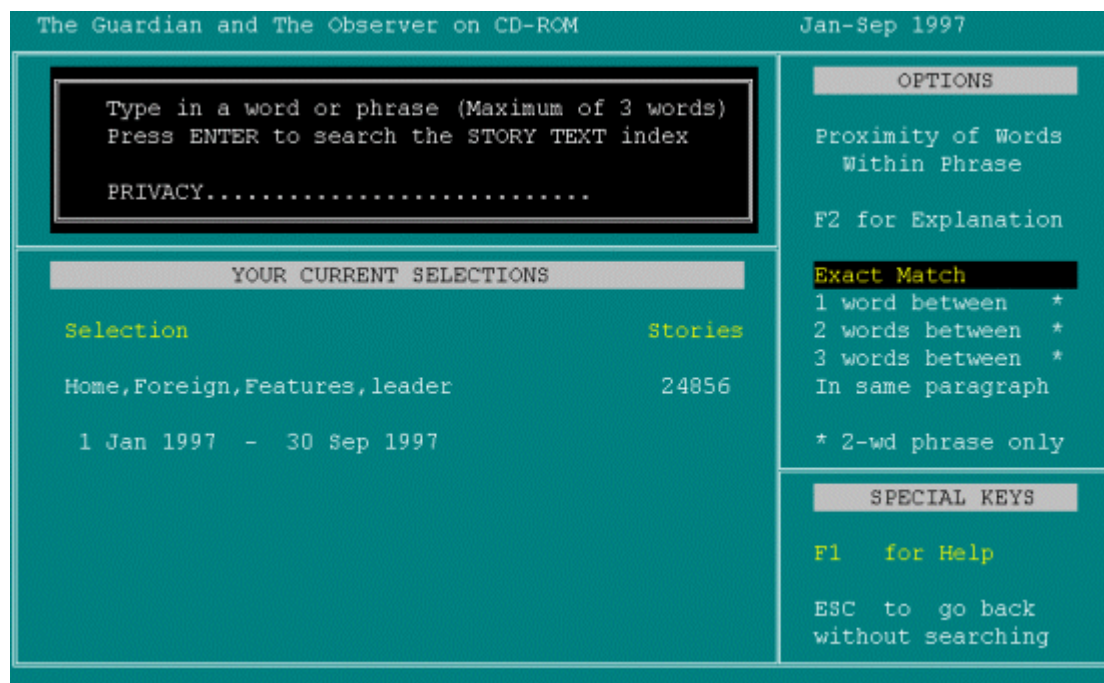 The Guardian and The Observer on CD-ROM
Jan-Sep 1997
Type in a word or phrase (Maximum of 3 words)
Press ENTER to search the STORY TEXT index
PRIVACY............................
YOUR CURRENT SELECTIONS
Selection Stories
Home,Foreign,Features,leader 24856
1 Jan 1997 - 30 Sep 1997
OPTIONS
Proximity of Words
Within Phrase
F2 for Explanation
Exact Match
1 word between *
2 words between *
3 words between *
In same paragraph
* 2-wd phrase only
SPECIAL KEYS
F1 for Help
ESC to go back
without searching